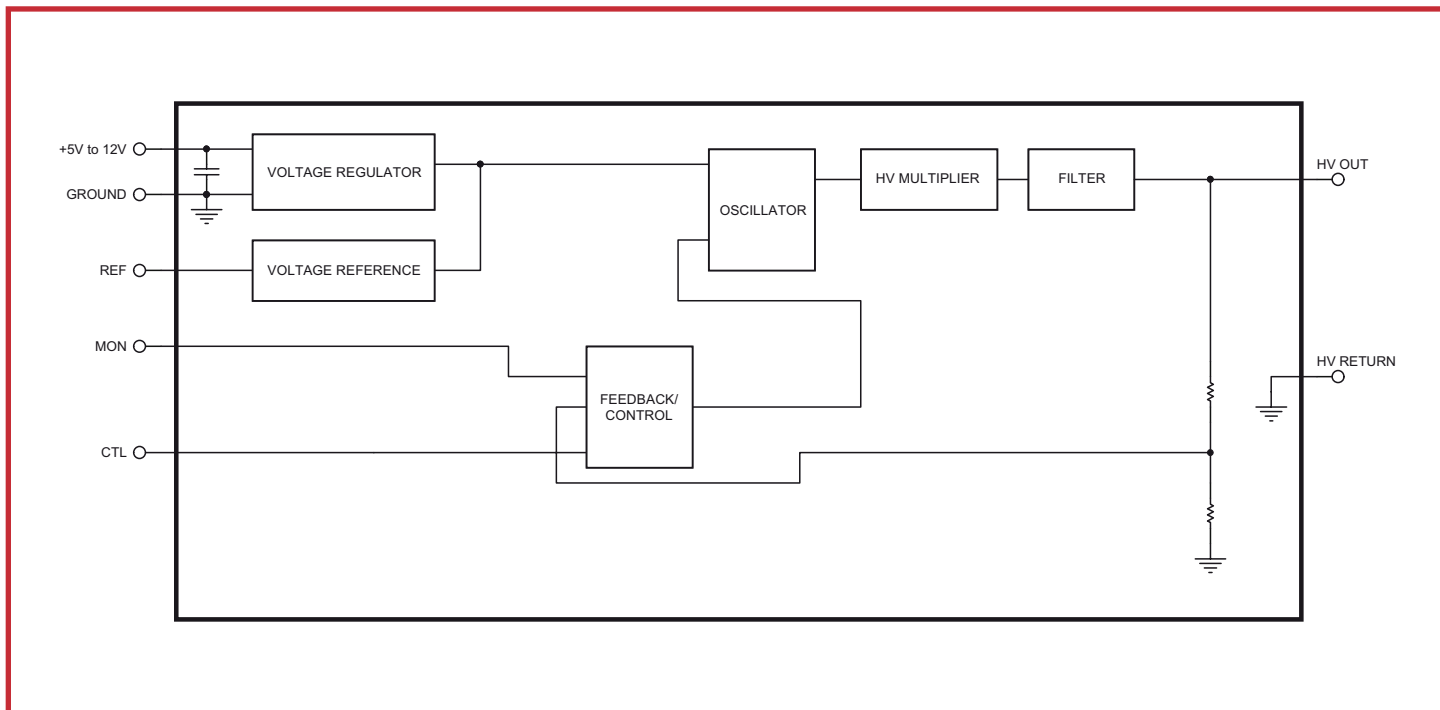 +5V to 12V
GROUND
REF
MON
CTL
VOLTAGE REGULATOR
VOLTAGE REFERENCE
FEEDBACK/
CONTROL
OSCILLATOR
HV MULTIPLIER
FILTER
HV OUT
HV RETURN